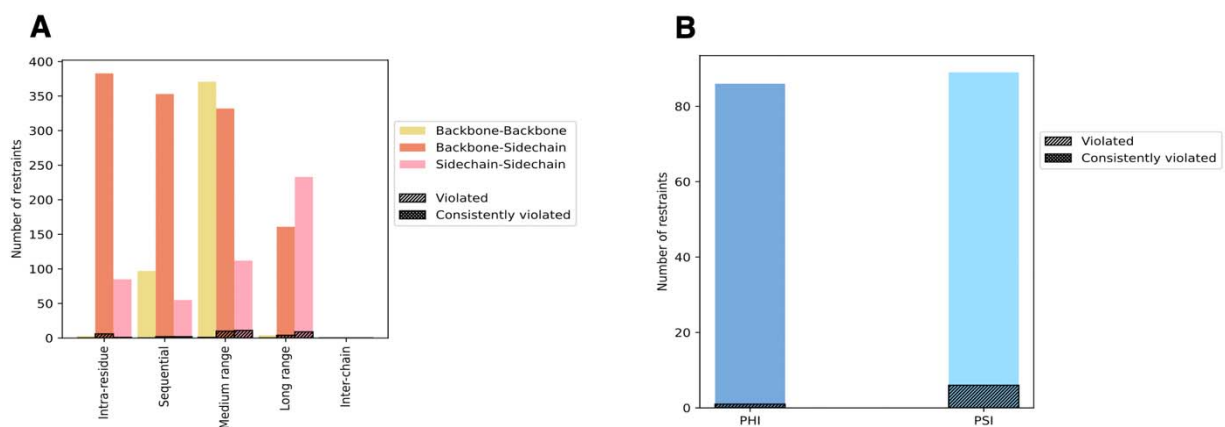 A
400
350
300
250
200
150
100
50
0
Number of restraints
Intra-residue
Sequential
Medium range
Long range
Inter-chain
Backbone-Backbone
Backbone-Sidechain
Sidechain-Sidechain
Violated
Consistently violated
B
80
60
40
20
0
Number of restraints
PHI
PSI
Violated
Consistently violated